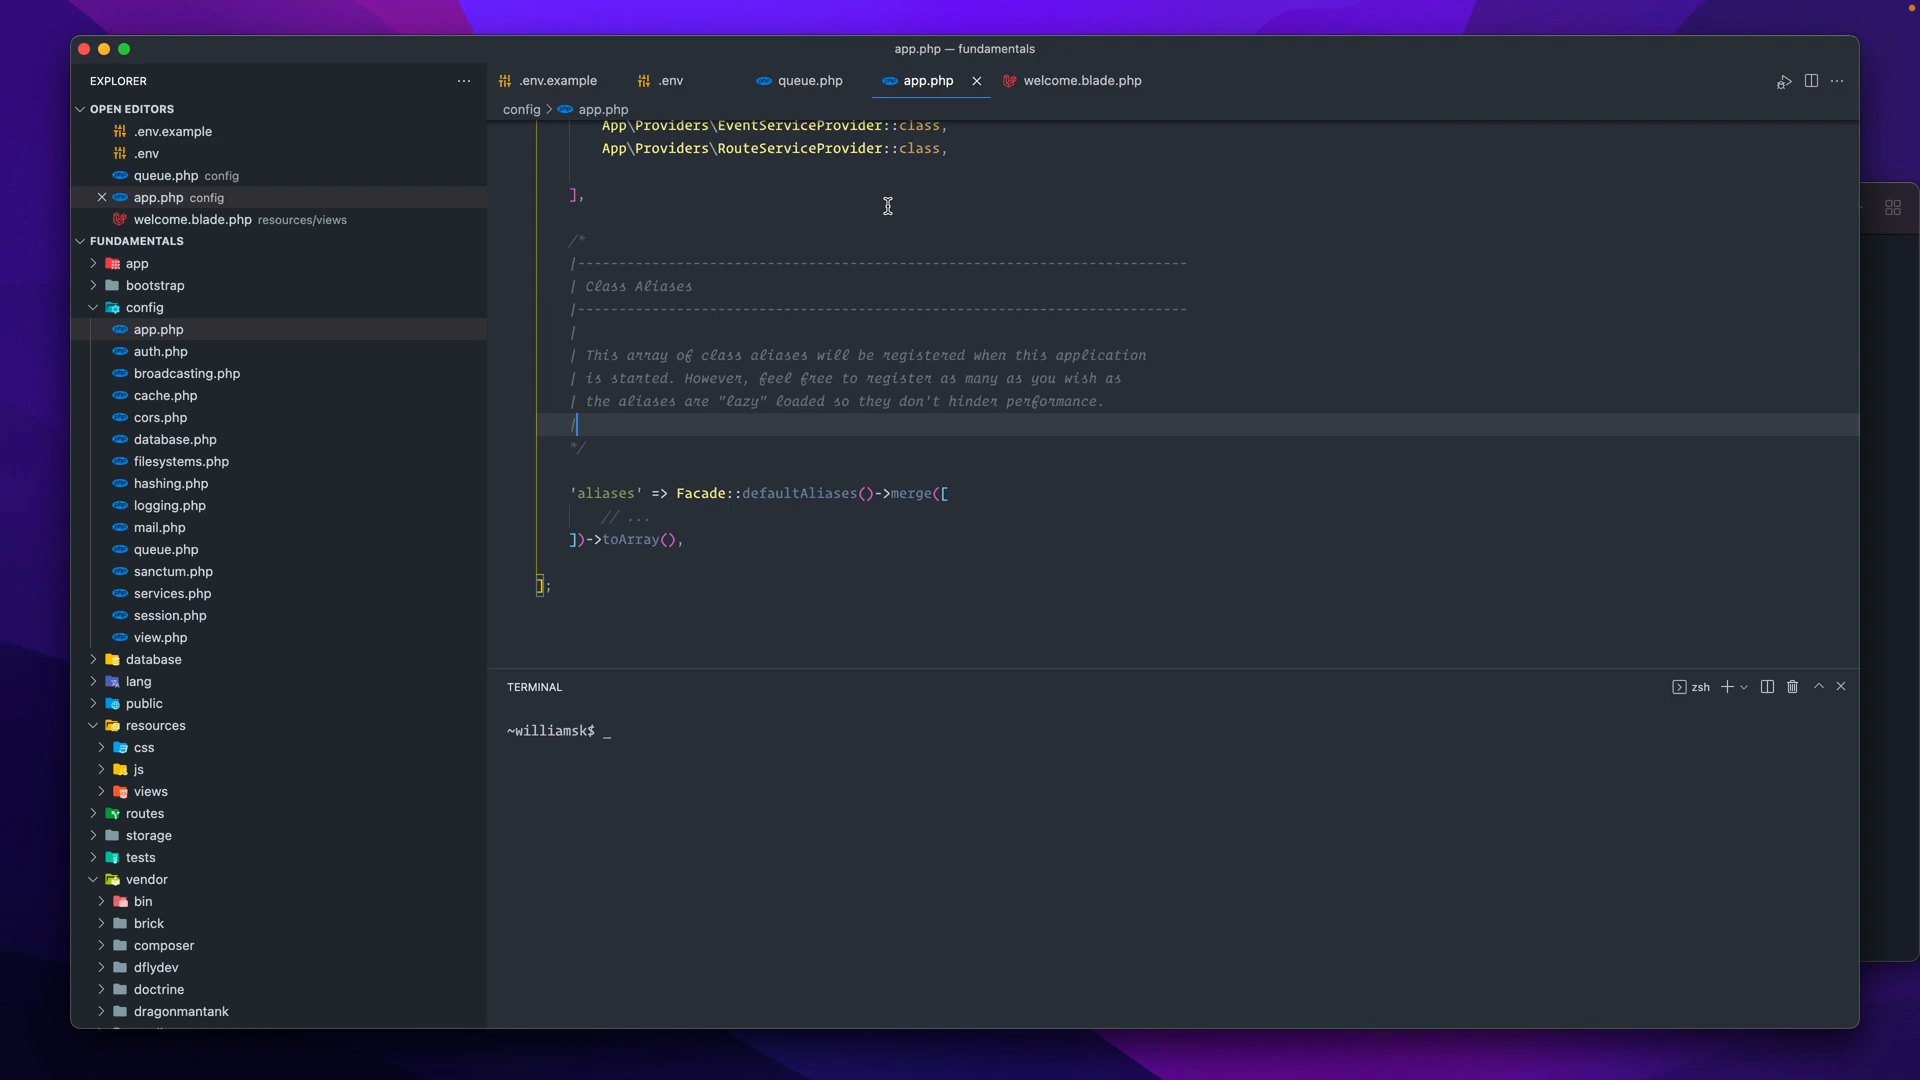 app.php — fundamentals
EXPLORER
OPEN EDITORS
.env.example
.env
queue.php config
app.php config
welcome.blade.php resources/views
FUNDAMENTALS
app
bootstrap
config
app.php
auth.php
broadcasting.php
cache.php
cors.php
database.php
filesystems.php
hashing.php
logging.php
mail.php
queue.php
sanctum.php
services.php
session.php
view.php
database
lang
public
resources
css
js
views
routes
storage
tests
vendor
bin
brick
composer
dflydev
doctrine
dragonmantank
.env.example .env queue.php app.php welcome.blade.php
config > app.php
App\Providers\EventServiceProvider::class,
App\Providers\RouteServiceProvider::class,
],
/*
|--------------------------------------------------------------------------
| Class Aliases
|--------------------------------------------------------------------------
|
| This array of class aliases will be registered when this application
| is started. However, feel free to register as many as you wish as
| the aliases are "lazy" loaded so they don't hinder performance.
|
*/
'aliases' => Facade::defaultAliases()->merge([
// ...
])->toArray(),
];
TERMINAL
zsh
~williamsk$ _